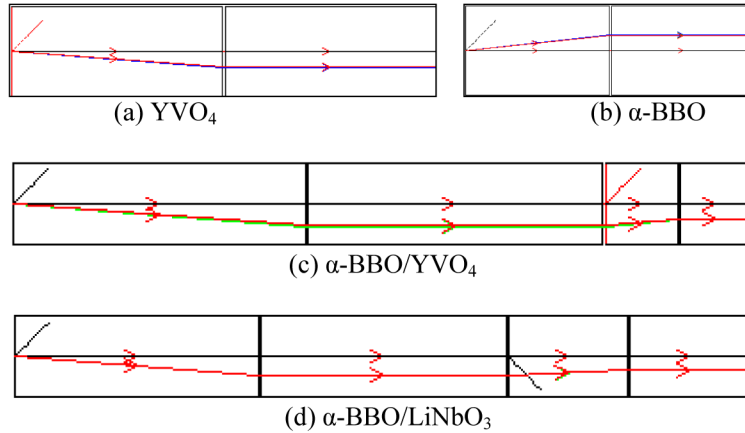 (a) YVO₄
(b) α-BBO
(c) α-BBO/YVO₄
(d) α-BBO/LiNbO₃